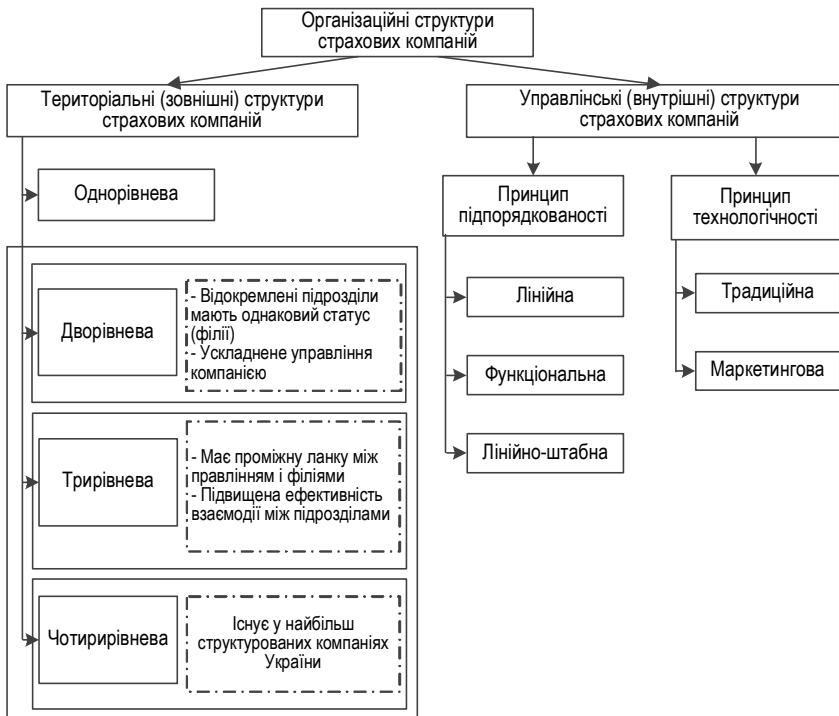 Організаційні структури
страхових компаній
Територіальні (зовнішні) структури
страхових компаній
Управлінські (внутрішні) структури
страхових компаній
Однорівнева
Дворівнева
- Відокремлені підрозділи
мають однаковий статус
(філії)
- Ускладнене управління
компанією
Трирівнева
- Має проміжну ланку між
правлінням і філіями
- Підвищена ефективність
взаємодії між підрозділами
Чотирирівнева
Існує у найбільш
структурованих компаніях
України
Принцип
підпорядкованості
Лінійна
Функціональна
Лінійно-штабна
Принцип
технологічності
Традиційна
Маркетингова